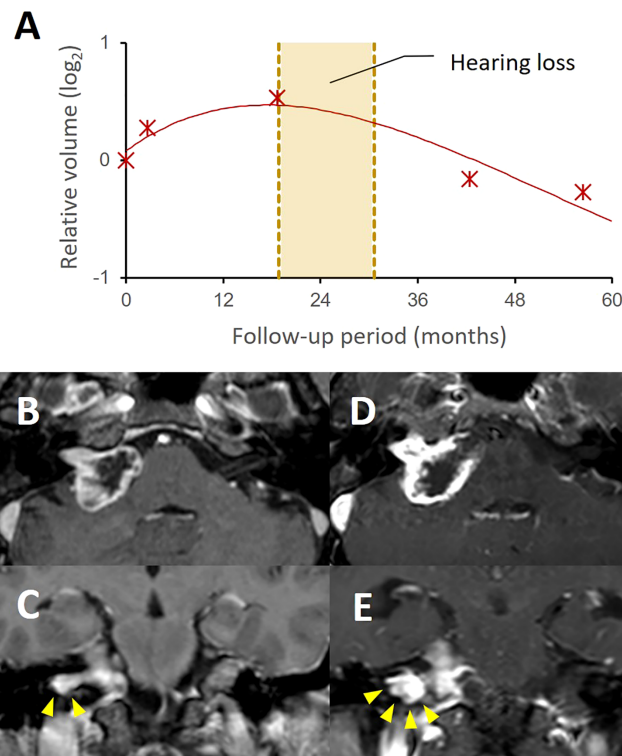 A
1
Relative volume (log2)
0
-1
Hearing loss
0 12 24 36 48 60
Follow-up period (months)
B D
C E